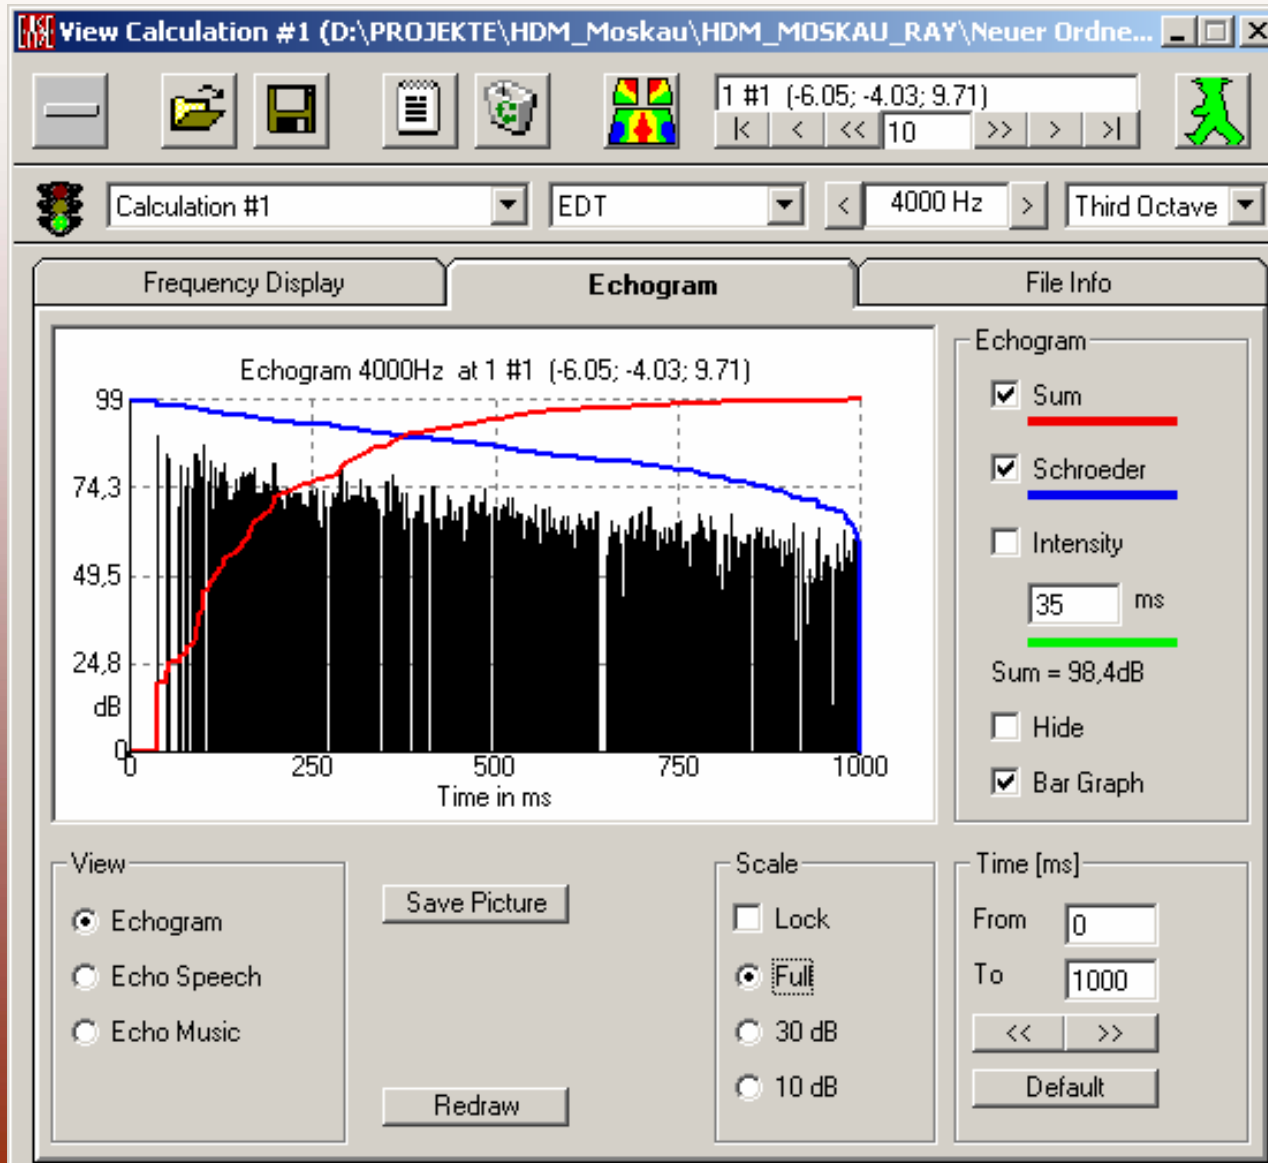 EASE View Calculation #1 (D:\PROJEKTE\HDM_Moskau\HDM_MOSKAU_RAY\Neuer Ordne...
1 #1 (-6.05; -4.03; 9.71)
|< < << 10 >> > >|
Calculation #1 EDT < 4000 Hz > Third Octave
Frequency Display Echogram File Info
Echogram 4000Hz at 1 #1 (-6.05; -4.03; 9.71)
99
74,3
49,5
24,8
dB
0
0 250 500 750 1000
Time in ms
Echogram
Sum
Schroeder
Intensity
35 ms
Sum = 98,4dB
Hide
Bar Graph
View
Echogram
Echo Speech
Echo Music
Save Picture
Redraw
Scale
Lock
Full
30 dB
10 dB
Time [ms]
From 0
To 1000
<< >>
Default